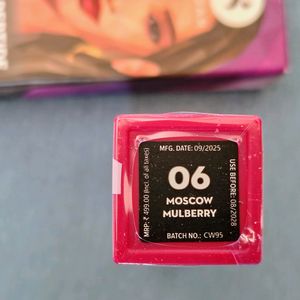 MFG. DATE: 09/2025
06
MOSCOW
MULBERRY
BATCH NO.: CW95
MRP: ₹ 499.00 (Incl. of all taxes)
USE BEFORE: 08/2028